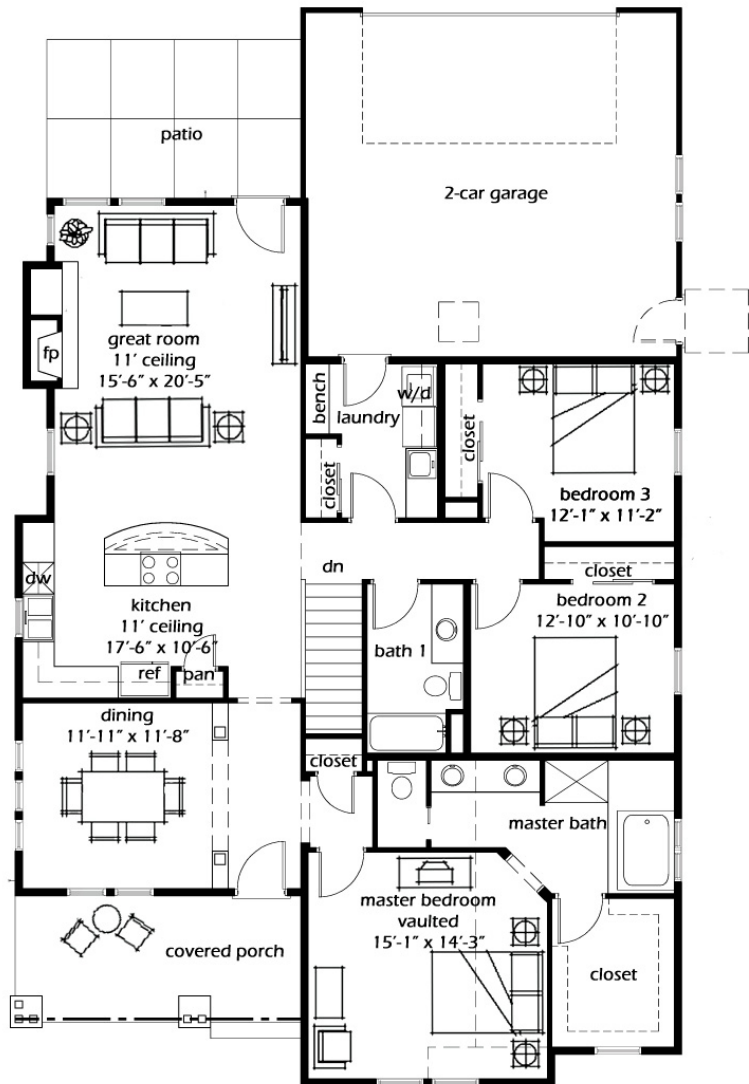 patio
2-car garage
great room
11' ceiling
15'-6" x 20'-5"
fp
bench
laundry
w/d
closet
closet
bedroom 3
12'-1" x 11'-2"
dn
closet
dw
kitchen
11' ceiling
17'-6" x 10'-6"
ref
pan
bath 1
bedroom 2
12'-10" x 10'-10"
dining
11'-11" x 11'-8"
closet
master bath
master bedroom
vaulted
15'-1" x 14'-3"
covered porch
closet